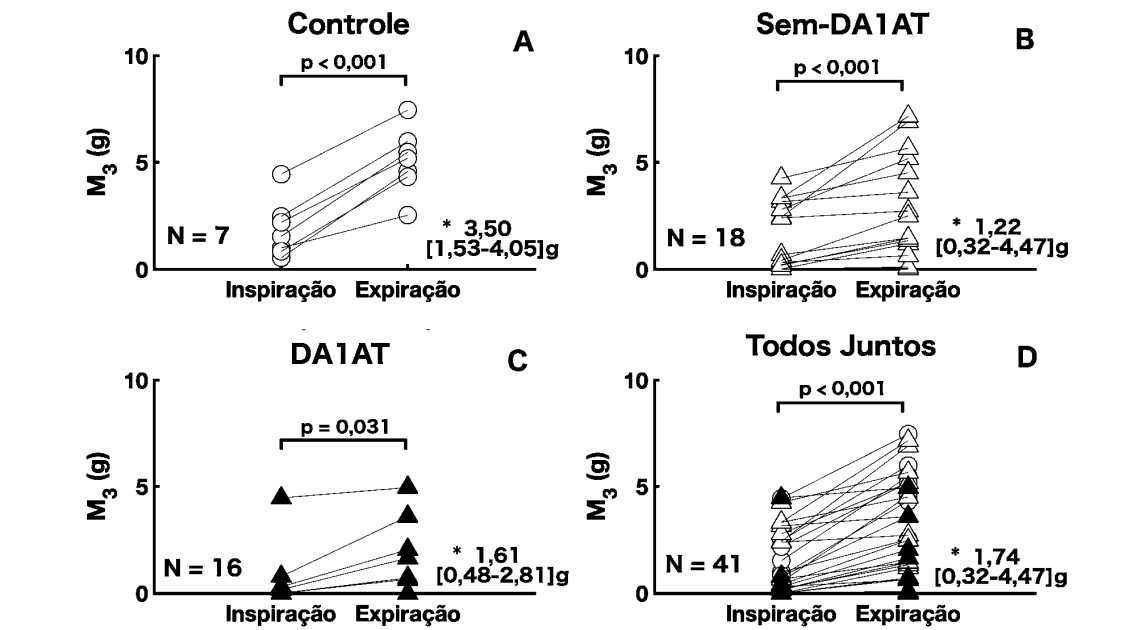 Controle
A
10
p < 0,001
M3 (g)
5
N = 7
* 3,50
[1,53-4,05]g
0
Inspiração Expiração
Sem-DA1AT
B
10
p < 0,001
M3 (g)
5
N = 18
* 1,22
[0,32-4,47]g
0
Inspiração Expiração
DA1AT
C
10
p = 0,031
M3 (g)
5
N = 16
* 1,61
[0,48-2,81]g
0
Inspiração Expiração
Todos Juntos
D
10
p < 0,001
M3 (g)
5
N = 41
* 1,74
[0,32-4,47]g
0
Inspiração Expiração